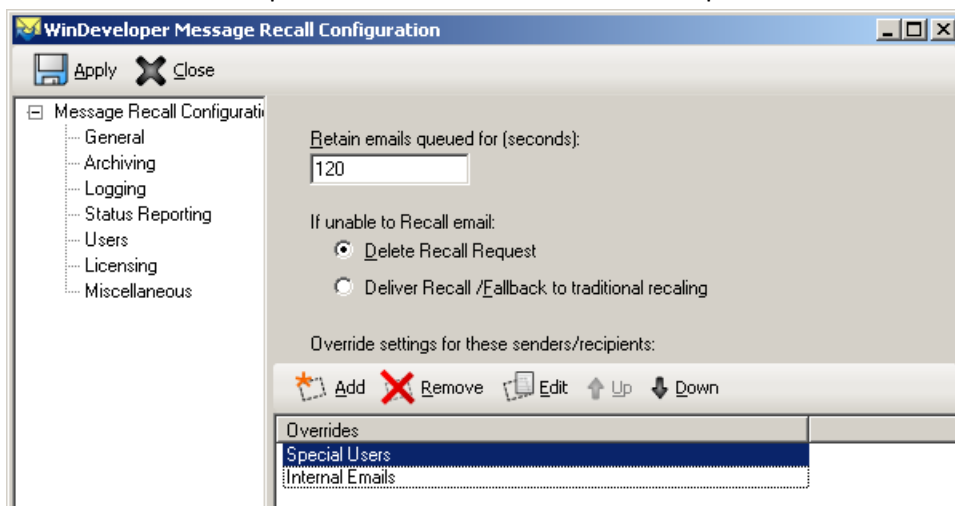 WinDeveloper Message Recall Configuration
Apply Close
Message Recall Configurati
General
Archiving
Logging
Status Reporting
Users
Licensing
Miscellaneous
Retain emails queued for (seconds):
120
If unable to Recall email:
Delete Recall Request
Deliver Recall /Fallback to traditional recaling
Override settings for these senders/recipients:
Add Remove Edit Up Down
Overrides
Special Users
Internal Emails